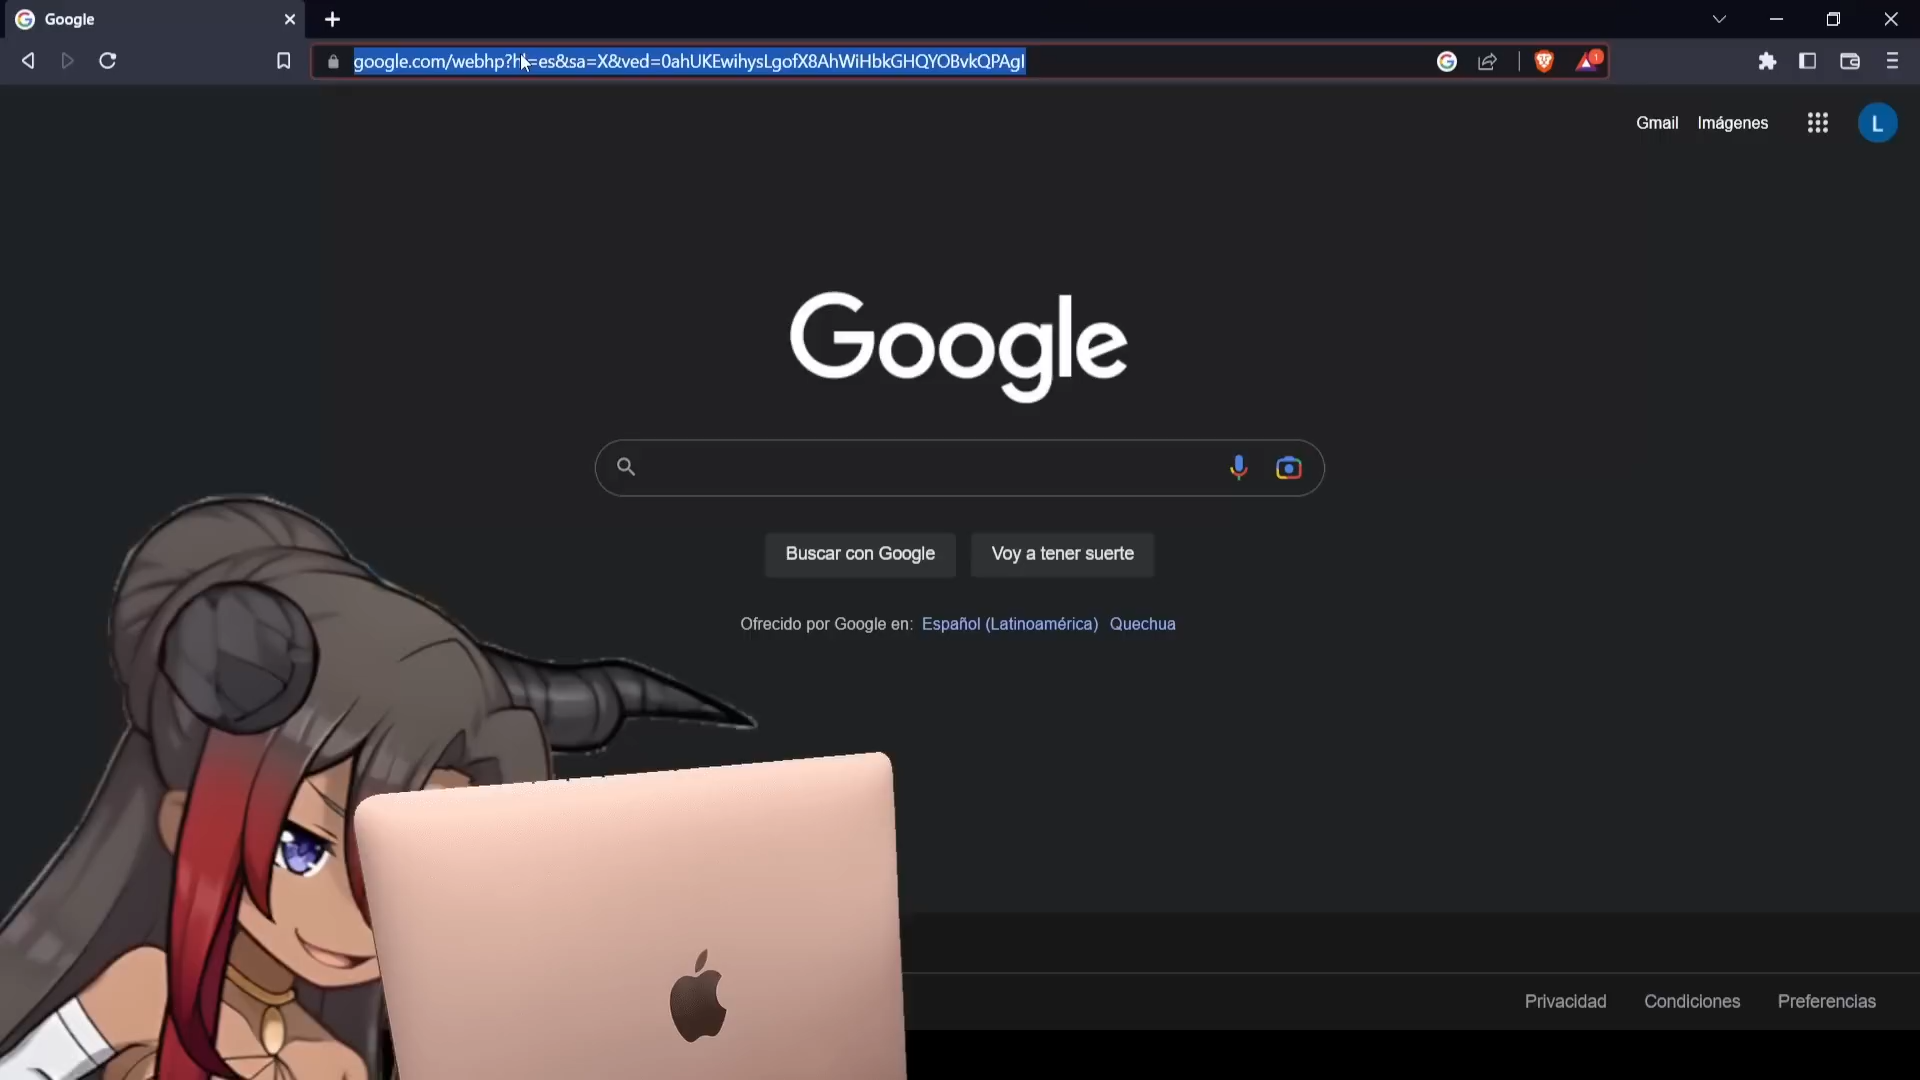 Google
google.com/webhp?hl=es&sa=X&ved=0ahUKEwihysLgofX8AhWiHbkGHQYOBvkQPAgI
1
Gmail Imágenes
L
Google
Buscar con Google Voy a tener suerte
Ofrecido por Google en: Español (Latinoamérica) Quechua
Privacidad Condiciones Preferencias